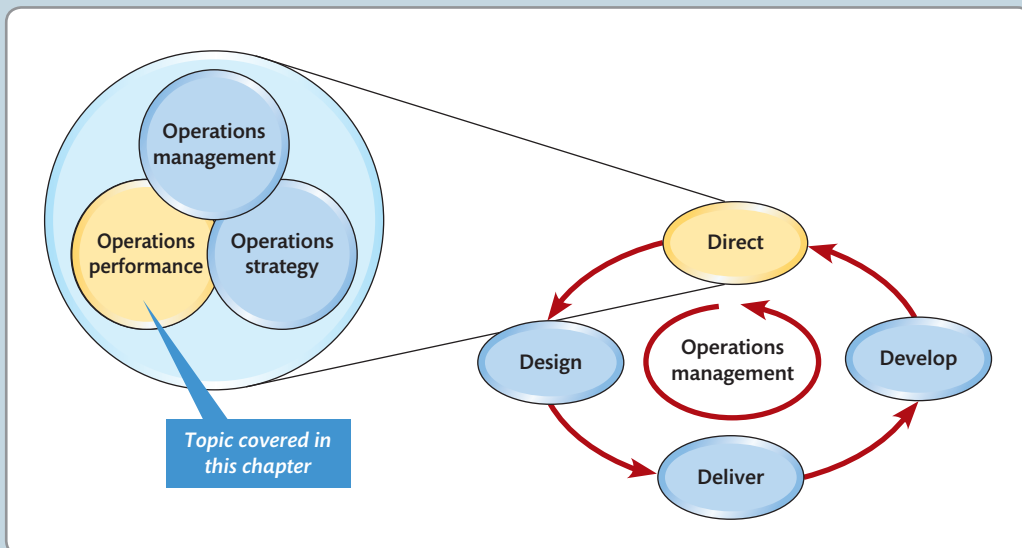 Operations
management
Operations
performance
Operations
strategy
Topic covered in
this chapter
Direct
Design
Operations
management
Develop
Deliver